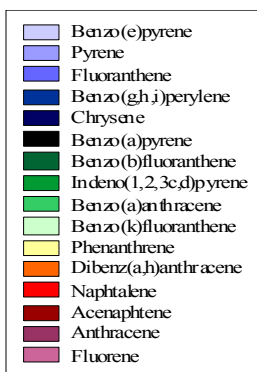 Benzo(e)pyrene
Pyrene
Fluoranthene
Benzo(g,h,i)perylene
Chrysene
Benzo(a)pyrene
Benzo(b)fluoranthene
Indeno(1,2,3c,d)pyrene
Benzo(a)anthracene
Benzo(k)fluoranthene
Phenanthrene
Dibenz(a,h)anthracene
Naphtalene
Acenaphtene
Anthracene
Fluorene